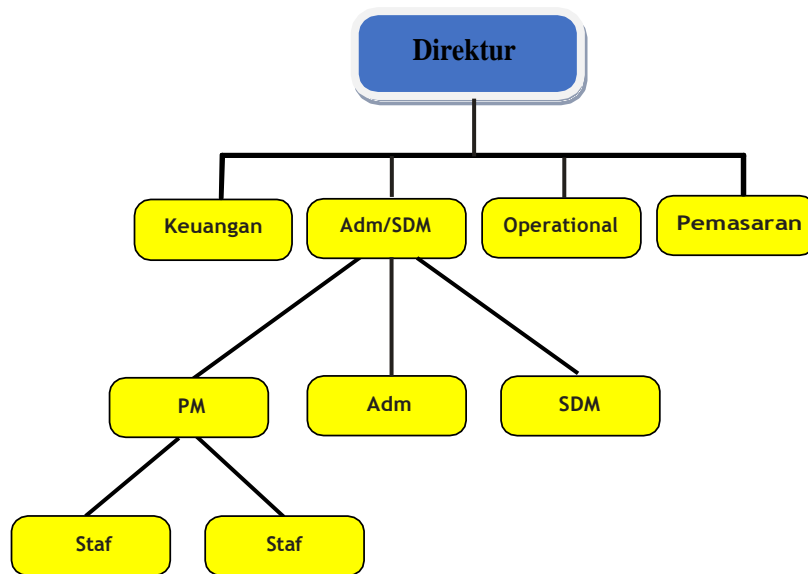 Direktur
Keuangan
Adm/SDM
Operational
Pemasaran
PM
Adm
SDM
Staf
Staf